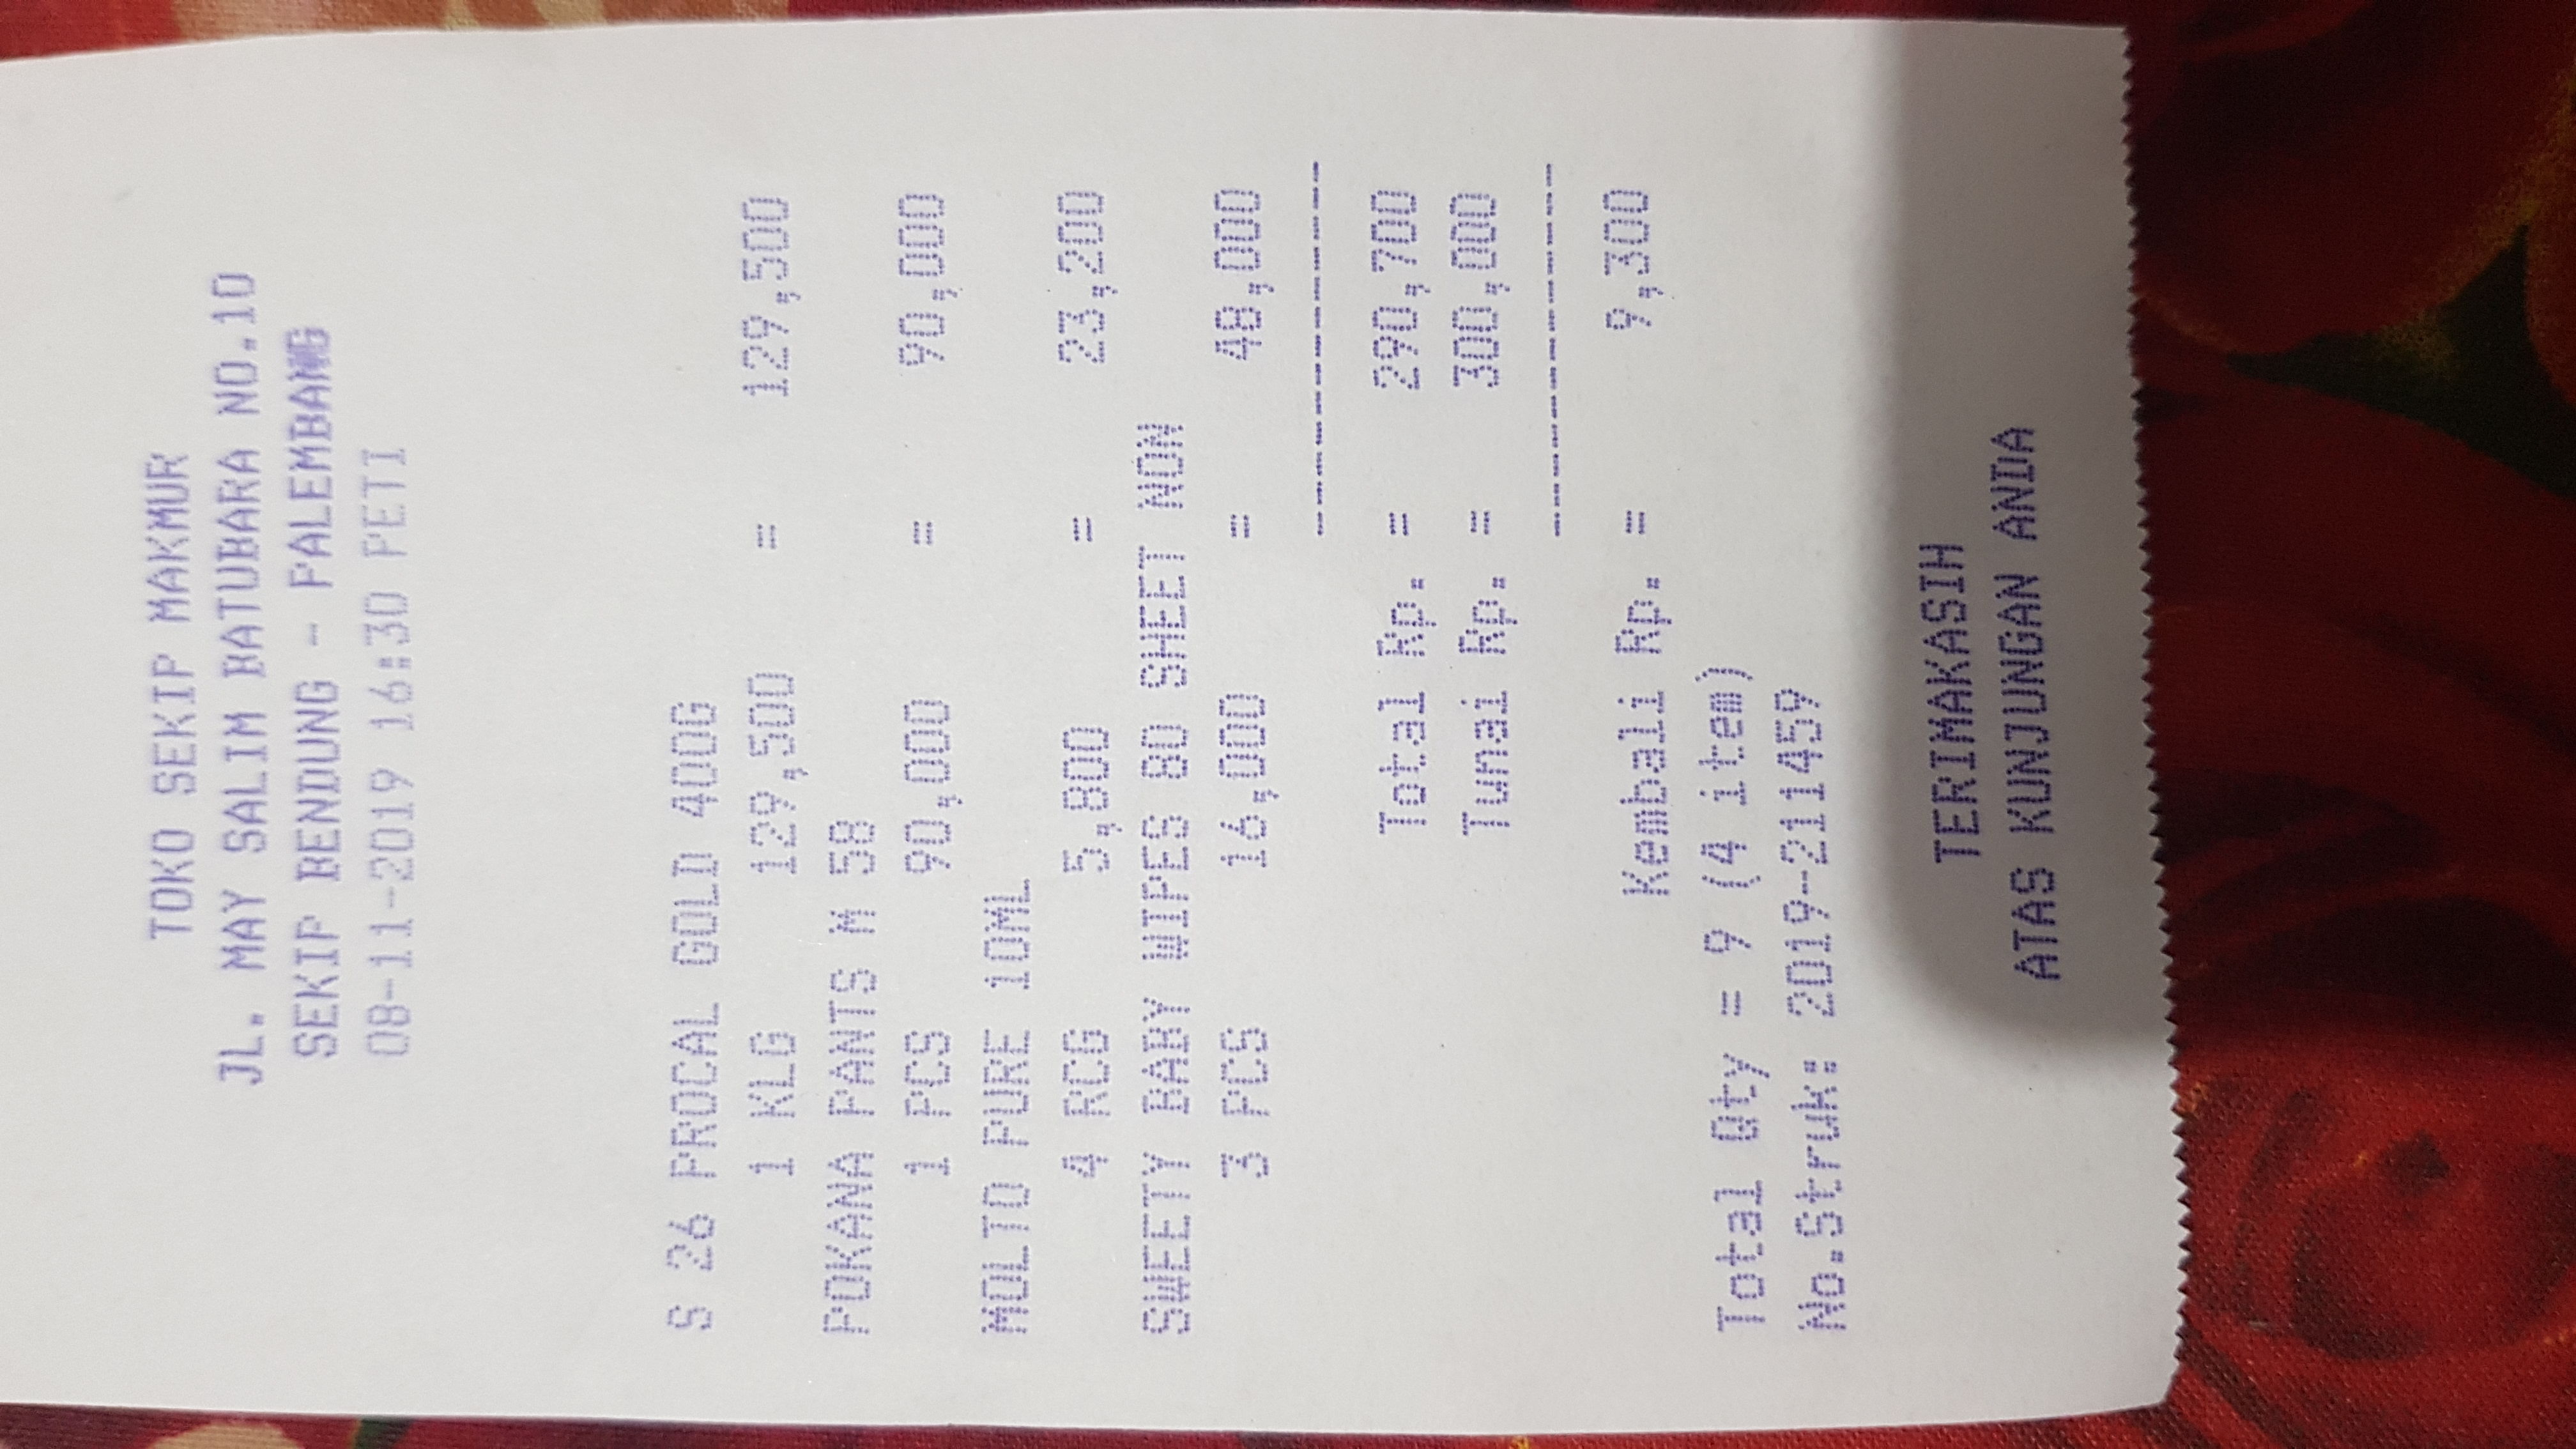 TOKO SEKIP MAKMUR
JL. MAY SALIM BATUBARA NO.10
SEKIP BENDUNG - PALEMBANG
08-11-2019 16:30 PETI
S 26 PROCAL GOLD 400G
1 KLG 129,500 = 129,500
POKANA PANTS M 58
1 PCS 90,000 = 90,000
MOLTO PURE 10ML
4 RCG 5,800 = 23,200
SWEETY BABY WIPES 80 SHEET NON
3 PCS 16,000 = 48,000
Total Rp. = 290,700
Tunai Rp. = 300,000
Kembali Rp. = 9,300
Total Qty = 9 (4 item)
No.Struk: 2019-211459
TERIMAKASIH
ATAS KUNJUNGAN ANDA